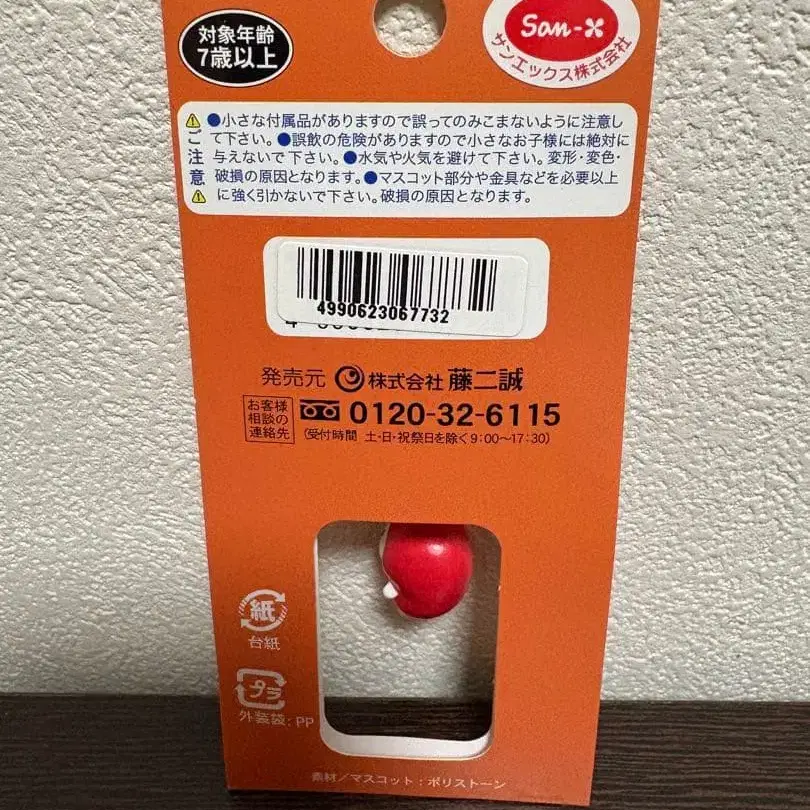 対象年齢
7歳以上
San-X
サンエックス株式会社
ご注意
●小さな付属品がありますので誤ってのみこまないように注意し
て下さい。●誤飲の危険がありますので小さなお子様には絶対に
与えないで下さい。●水気や火気を避けて下さい。変形・変色・
破損の原因となります。●マスコット部分や金具などを必要以上
に強く引かないで下さい。破損の原因となります。
4990623067732
発売元 株式会社 藤二誠
お客様
相談の
連絡先
0120-32-6115
(受付時間 土・日・祝祭日を除く9:00〜17:30)
紙
台紙
プラ
外装袋:PP
素材/マスコット:ポリストーン